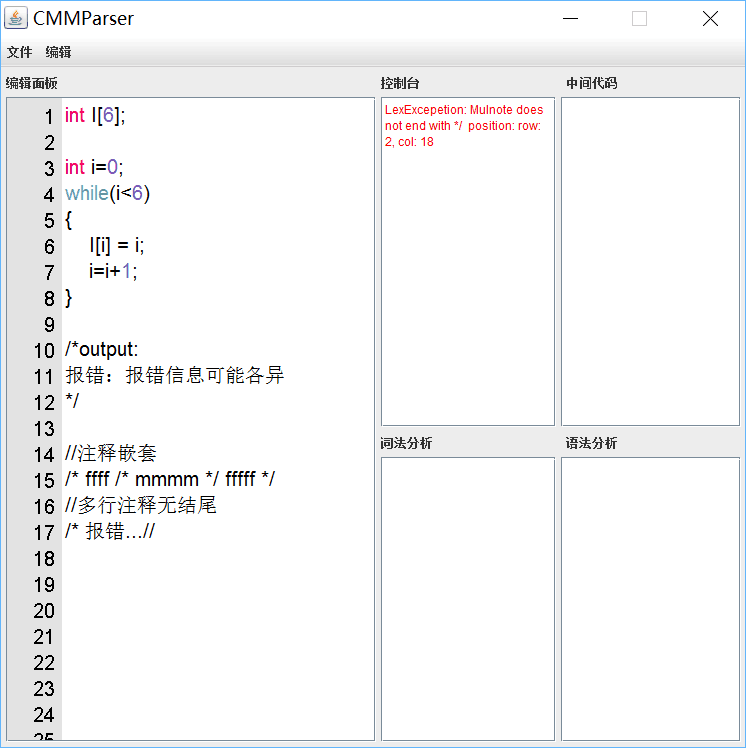 CMMParser
文件 编辑
编辑面板
1 int I[6];
2
3 int i=0;
4 while(i<6)
5 {
6 I[i] = i;
7 i=i+1;
8 }
9
10 /*output:
11 报错：报错信息可能各异
12 */
13
14 //注释嵌套
15 /* ffff /* mmmm */ fffff */
16 //多行注释无结尾
17 /* 报错...//
18
19
20
21
22
23
24
25
控制台
LexExcepetion: Mulnote does
not end with */ position: row:
2, col: 18
中间代码
词法分析
语法分析